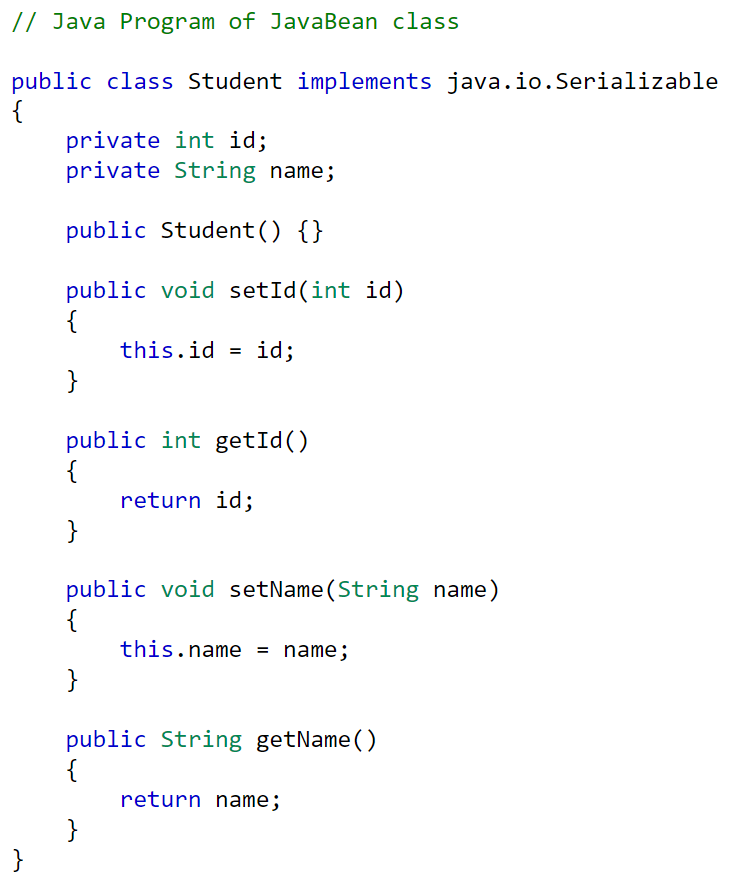 // Java Program of JavaBean class
public class Student implements java.io.Serializable
{
    private int id;
    private String name;
    public Student() {}
    public void setId(int id)
    {
        this.id = id;
    }
    public int getId()
    {
        return id;
    }
    public void setName(String name)
    {
        this.name = name;
    }
    public String getName()
    {
        return name;
    }
}